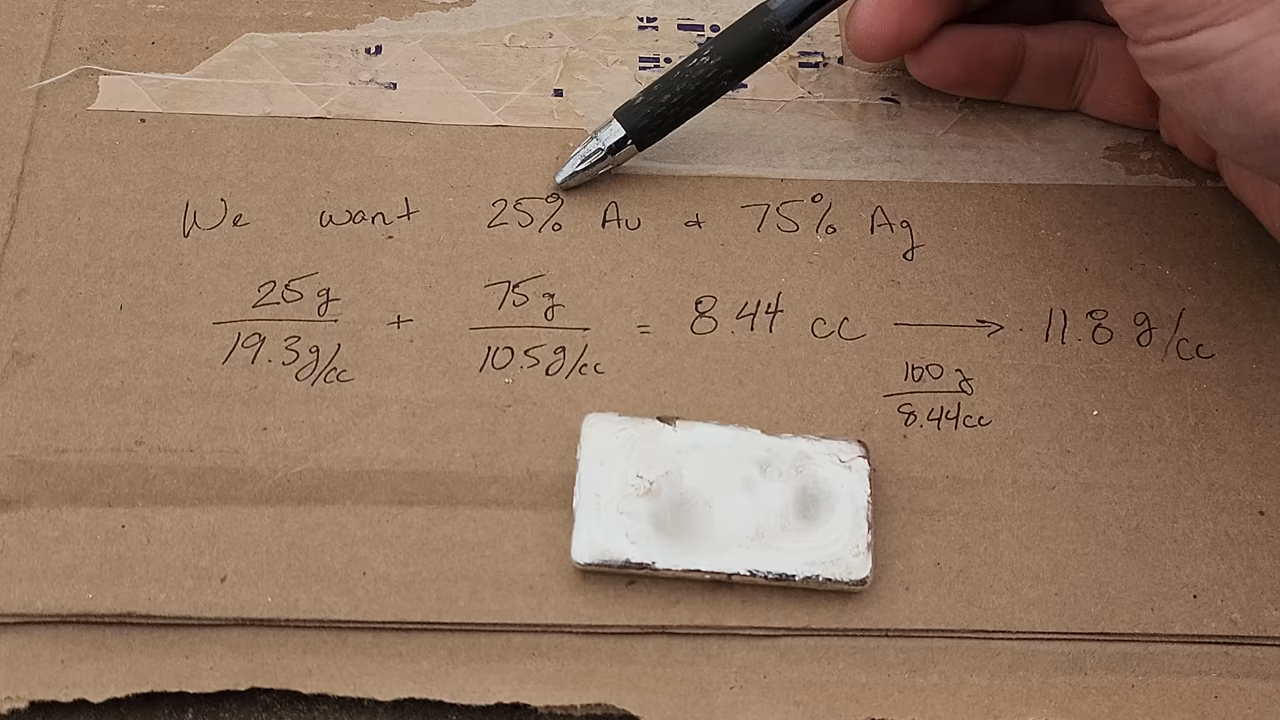 We want 25% Au + 75% Ag
25g / 19.3g/cc + 75g / 10.5g/cc = 8.44 cc → 11.8 g/cc
100g / 8.44cc